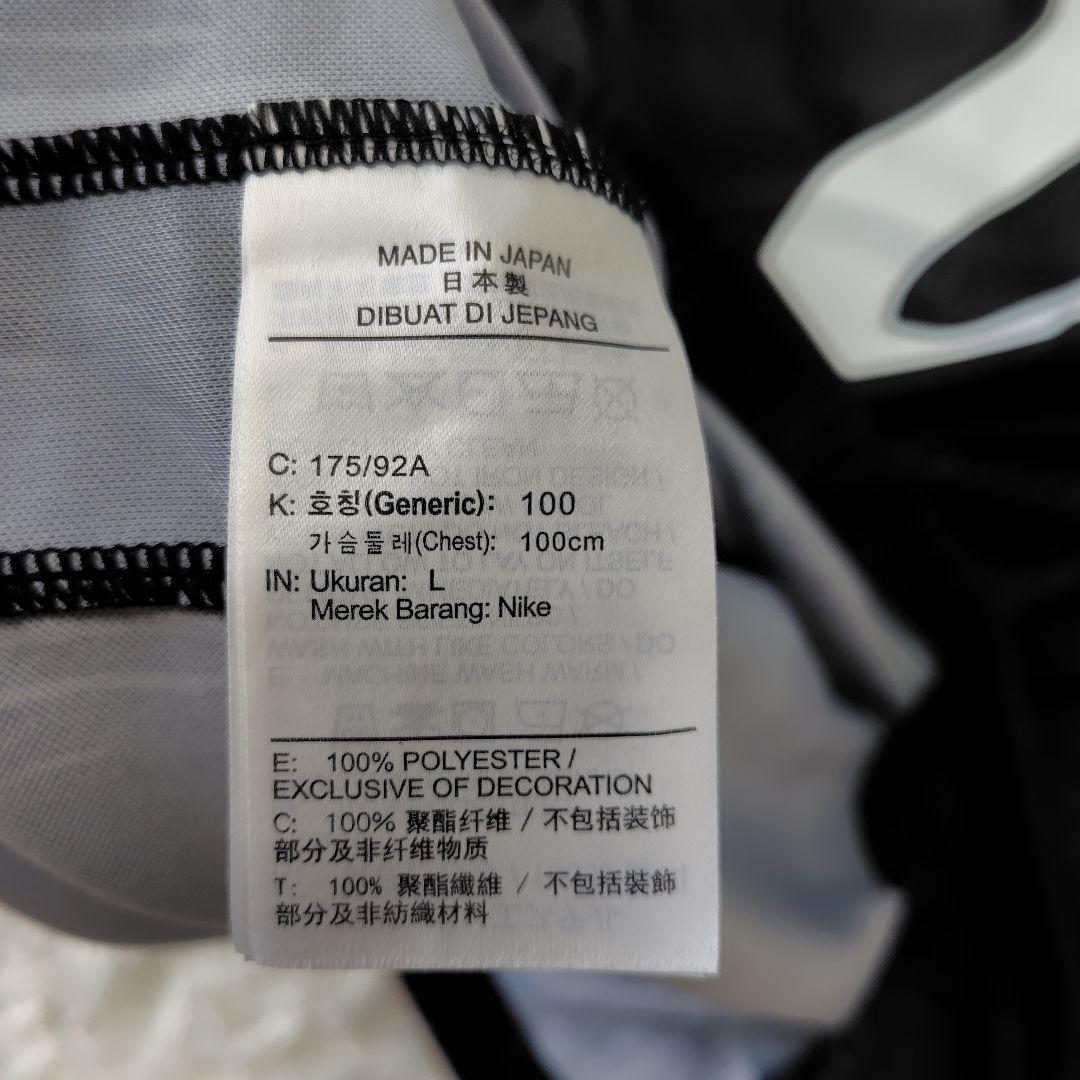 MADE IN JAPAN
日本製
DIBUAT DI JEPANG
C: 175/92A
K: 호칭(Generic): 100
가슴둘레(Chest): 100cm
IN: Ukuran: L
Merek Barang: Nike
E: 100% POLYESTER /
EXCLUSIVE OF DECORATION
C: 100% 聚酯纤维 / 不包括装饰
部分及非纤维物质
T: 100% 聚酯纖維 / 不包括裝飾
部分及非紡織材料